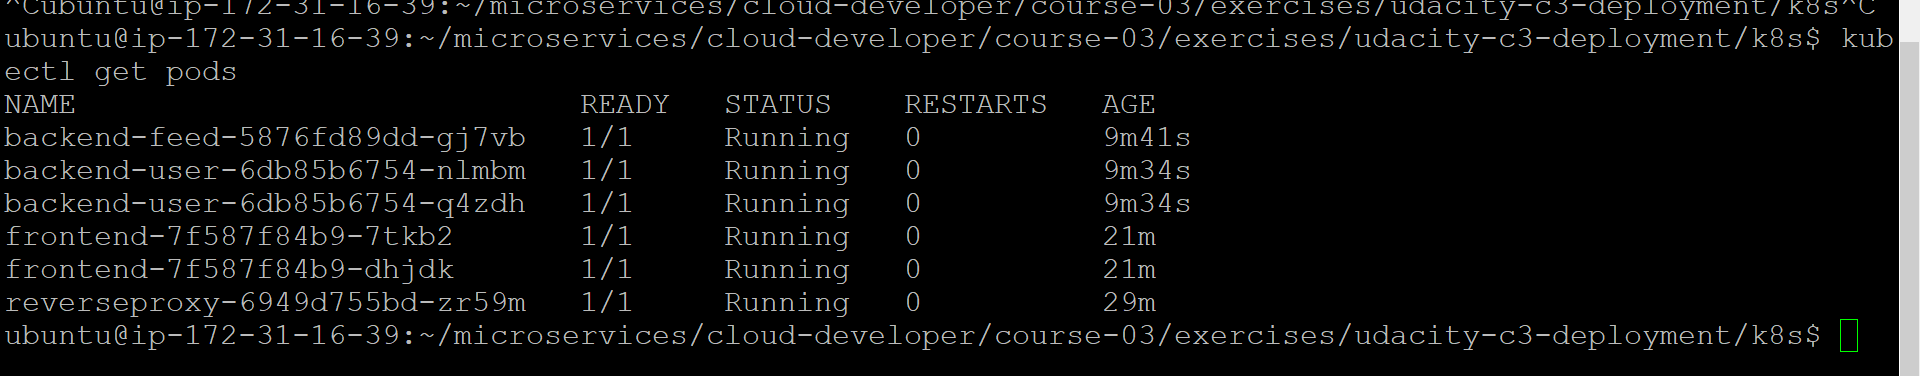 ^Cubuntu@ip-172-31-16-39:~/microservices/cloud-developer/course-03/exercises/udacity-c3-deployment/k8s^C
ubuntu@ip-172-31-16-39:~/microservices/cloud-developer/course-03/exercises/udacity-c3-deployment/k8s$ kub
ectl get pods
NAME READY STATUS RESTARTS AGE
backend-feed-5876fd89dd-gj7vb 1/1 Running 0 9m41s
backend-user-6db85b6754-nlmbm 1/1 Running 0 9m34s
backend-user-6db85b6754-q4zdh 1/1 Running 0 9m34s
frontend-7f587f84b9-7tkb2 1/1 Running 0 21m
frontend-7f587f84b9-dhjdk 1/1 Running 0 21m
reverseproxy-6949d755bd-zr59m 1/1 Running 0 29m
ubuntu@ip-172-31-16-39:~/microservices/cloud-developer/course-03/exercises/udacity-c3-deployment/k8s$